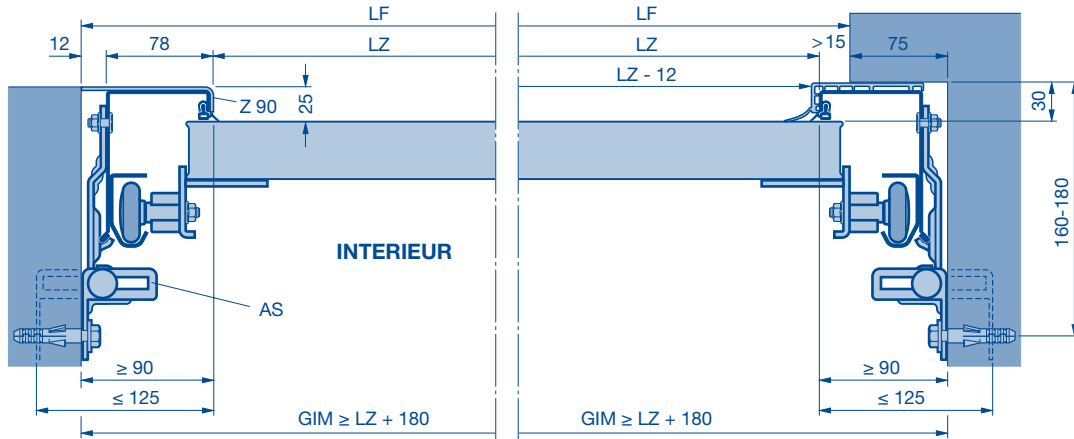 LF LF
12 78 LZ LZ >15 75
LZ - 12
Z 90 25 30
160-180
INTERIEUR
AS
≥ 90 ≥ 90
≤ 125 ≤ 125
GIM ≥ LZ + 180 GIM ≥ LZ + 180